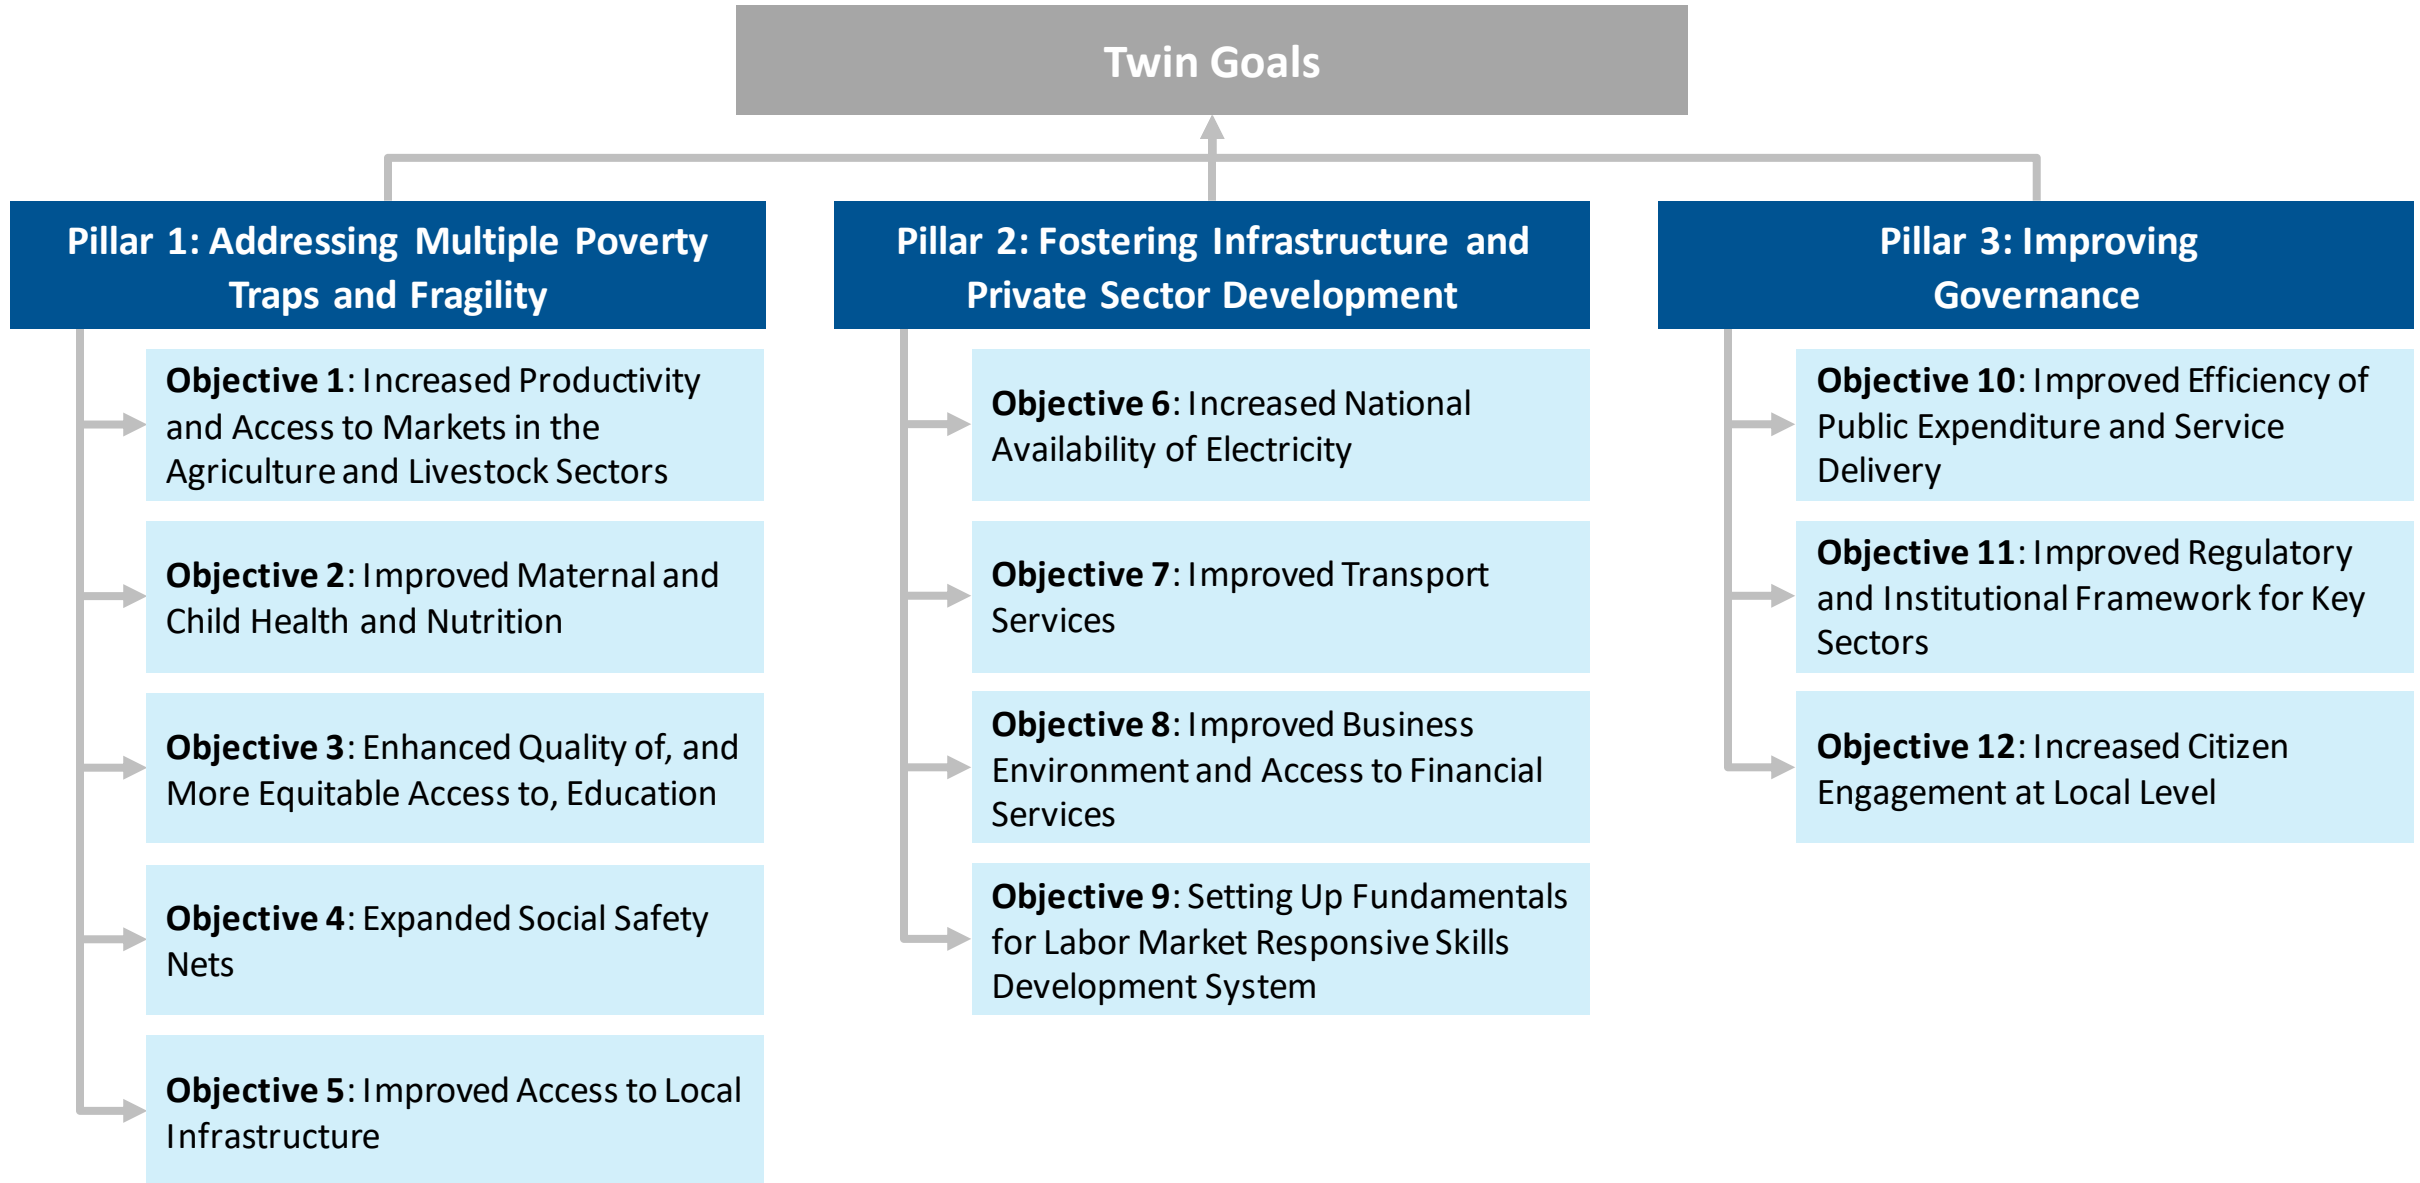 Twin Goals
Pillar 1: Addressing Multiple Poverty
Traps and Fragility
Objective 1: Increased Productivity
and Access to Markets in the
Agriculture and Livestock Sectors
Objective 2: Improved Maternal and
Child Health and Nutrition
Objective 3: Enhanced Quality of, and
More Equitable Access to, Education
Objective 4: Expanded Social Safety
Nets
Objective 5: Improved Access to Local
Infrastructure
Pillar 2: Fostering Infrastructure and
Private Sector Development
Objective 6: Increased National
Availability of Electricity
Objective 7: Improved Transport
Services
Objective 8: Improved Business
Environment and Access to Financial
Services
Objective 9: Setting Up Fundamentals
for Labor Market Responsive Skills
Development System
Pillar 3: Improving
Governance
Objective 10: Improved Efficiency of
Public Expenditure and Service
Delivery
Objective 11: Improved Regulatory
and Institutional Framework for Key
Sectors
Objective 12: Increased Citizen
Engagement at Local Level